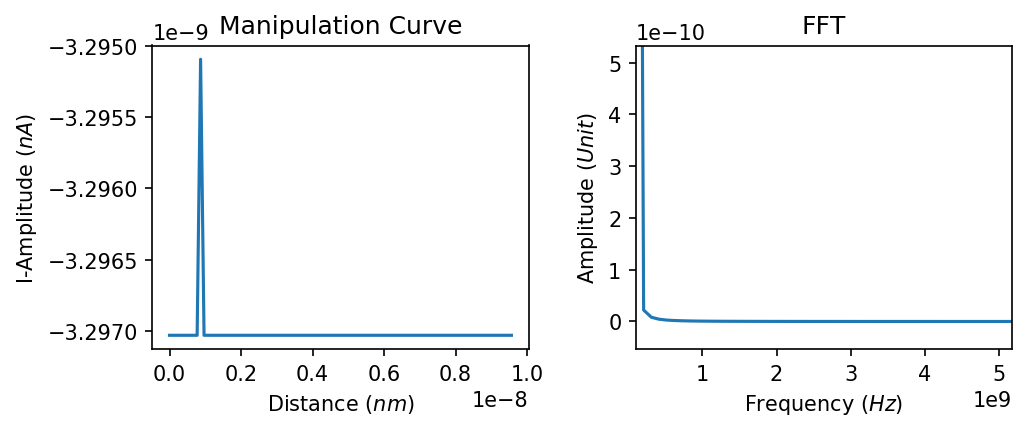 Manipulation Curve
1e−9
−3.2950
−3.2955
−3.2960
−3.2965
−3.2970
I-Amplitude (nA)
0.0 0.2 0.4 0.6 0.8 1.0
Distance (nm)
1e−8
FFT
1e−10
5
4
3
2
1
0
Amplitude (Unit)
1 2 3 4 5
Frequency (Hz)
1e9